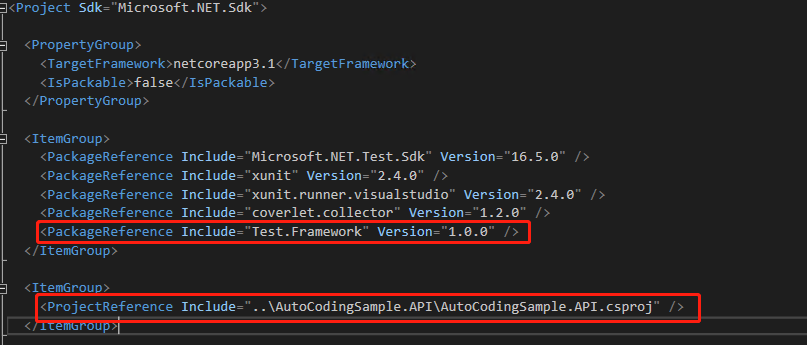 <Project Sdk="Microsoft.NET.Sdk">
<PropertyGroup>
<TargetFramework>netcoreapp3.1</TargetFramework>
<IsPackable>false</IsPackable>
</PropertyGroup>
<ItemGroup>
<PackageReference Include="Microsoft.NET.Test.Sdk" Version="16.5.0" />
<PackageReference Include="xunit" Version="2.4.0" />
<PackageReference Include="xunit.runner.visualstudio" Version="2.4.0" />
<PackageReference Include="coverlet.collector" Version="1.2.0" />
<PackageReference Include="Test.Framework" Version="1.0.0" />
</ItemGroup>
<ItemGroup>
<ProjectReference Include="..\AutoCodingSample.API\AutoCodingSample.API.csproj" />
</ItemGroup>